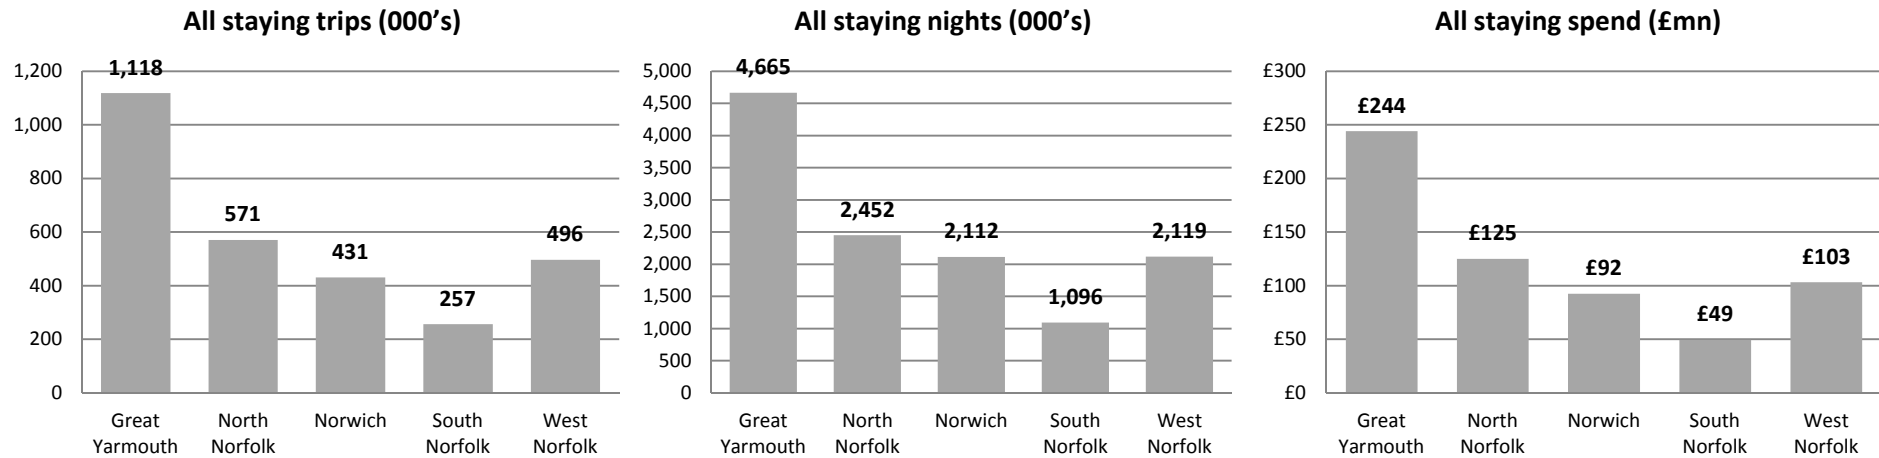 All staying trips (000’s)
1,200
1,000
800
600
400
200
0
1,118
571
431
257
496
Great
Yarmouth
North
Norfolk
Norwich
South
Norfolk
West
Norfolk
All staying nights (000’s)
5,000
4,500
4,000
3,500
3,000
2,500
2,000
1,500
1,000
500
0
4,665
2,452
2,112
1,096
2,119
Great
Yarmouth
North
Norfolk
Norwich
South
Norfolk
West
Norfolk
All staying spend (£mn)
£300
£250
£200
£150
£100
£50
£0
£244
£125
£92
£49
£103
Great
Yarmouth
North
Norfolk
Norwich
South
Norfolk
West
Norfolk